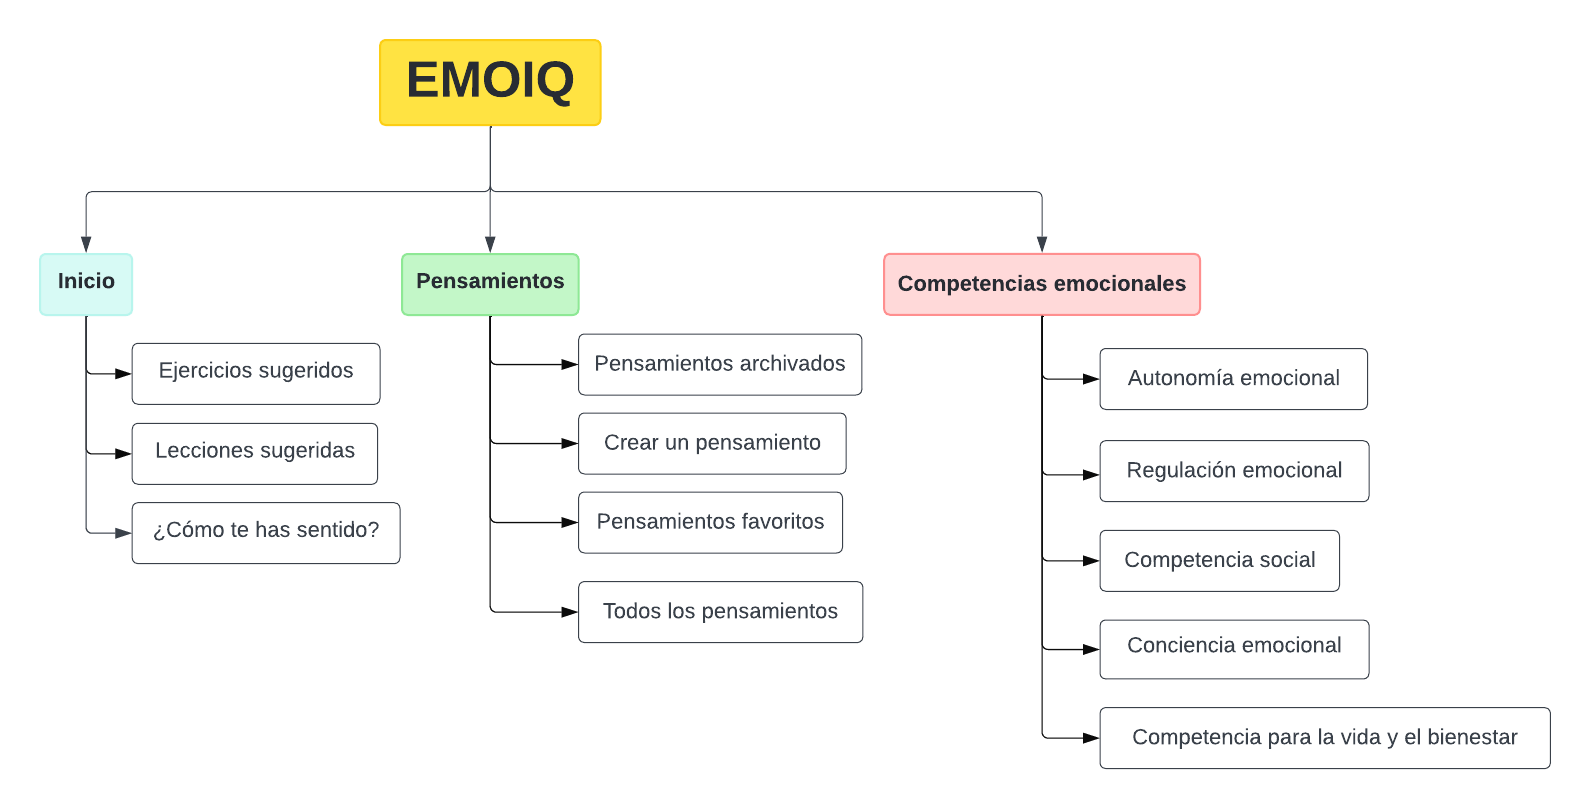 EMOIQ
Inicio
Ejercicios sugeridos
Lecciones sugeridas
¿Cómo te has sentido?
Pensamientos
Pensamientos archivados
Crear un pensamiento
Pensamientos favoritos
Todos los pensamientos
Competencias emocionales
Autonomía emocional
Regulación emocional
Competencia social
Conciencia emocional
Competencia para la vida y el bienestar